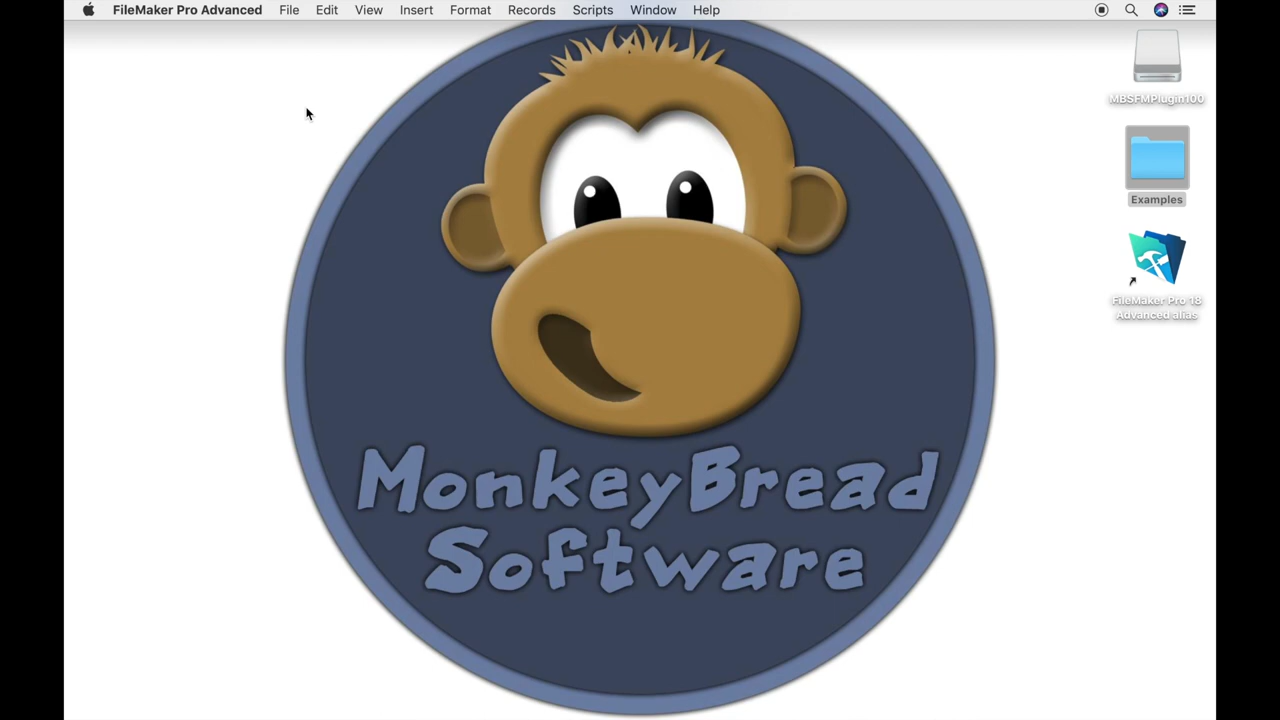 FileMaker Pro Advanced File Edit View Insert Format Records Scripts Window Help
MBSFMPlugin100
Examples
FileMaker Pro 18
Advanced alias
MonkeyBread
Software